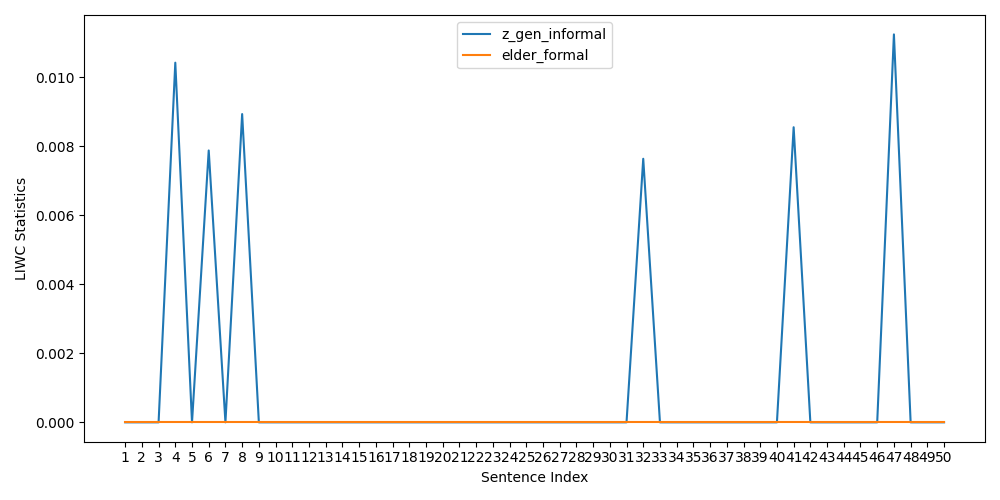 z_gen_informal
elder_formal
0.010
0.008
0.006
0.004
0.002
0.000
LIWC Statistics
1 2 3 4 5 6 7 8 9 10 11 12 13 14 15 16 17 18 19 20 21 22 23 24 25 26 27 28 29 30 31 32 33 34 35 36 37 38 39 40 41 42 43 44 45 46 47 48 49 50
Sentence Index